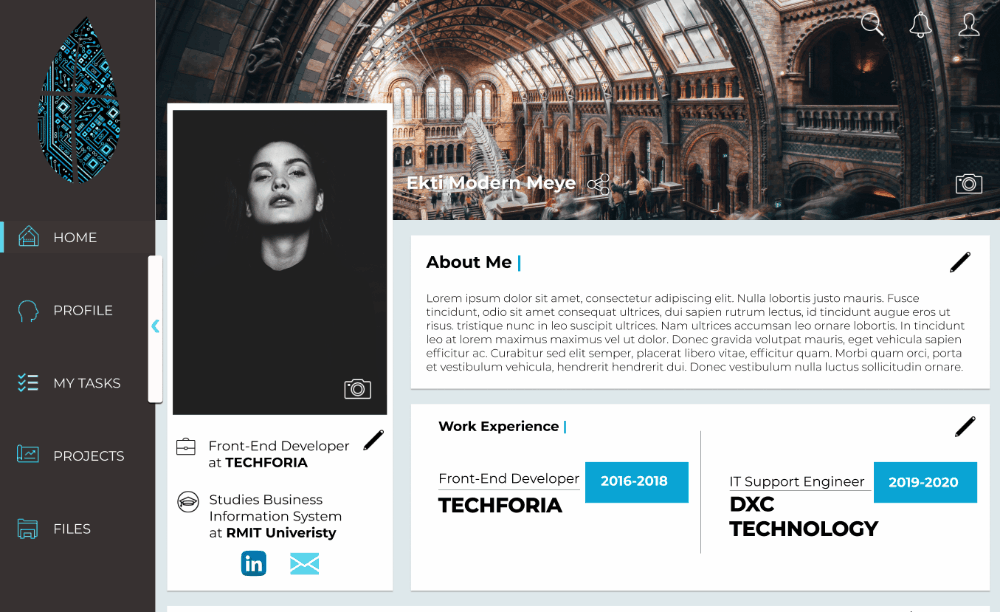 Ekti Modern Meye
HOME
PROFILE
MY TASKS
PROJECTS
FILES
Front-End Developer
at TECHFORIA
Studies Business
Information System
at RMIT Univeristy
in
About Me |
Lorem ipsum dolor sit amet, consectetur adipiscing elit. Nulla lobortis justo mauris. Fusce
tincidunt, odio sit amet consequat ultrices, dui sapien rutrum lectus, id tincidunt augue eros ut
risus. tristique nunc in leo suscipit ultrices. Nam ultrices accumsan leo ornare lobortis. In tincidunt
leo at lorem maximus maximus vel ut dolor. Donec gravida volutpat mauris, eget vehicula sapien
efficitur ac. Curabitur sed elit semper, placerat libero vitae, efficitur quam. Morbi quam orci, porta
et vestibulum vehicula, hendrerit hendrerit dui. Donec vestibulum nulla luctus sollicitudin ornare.
Work Experience |
Front-End Developer
2016-2018
TECHFORIA
IT Support Engineer
2019-2020
DXC
TECHNOLOGY